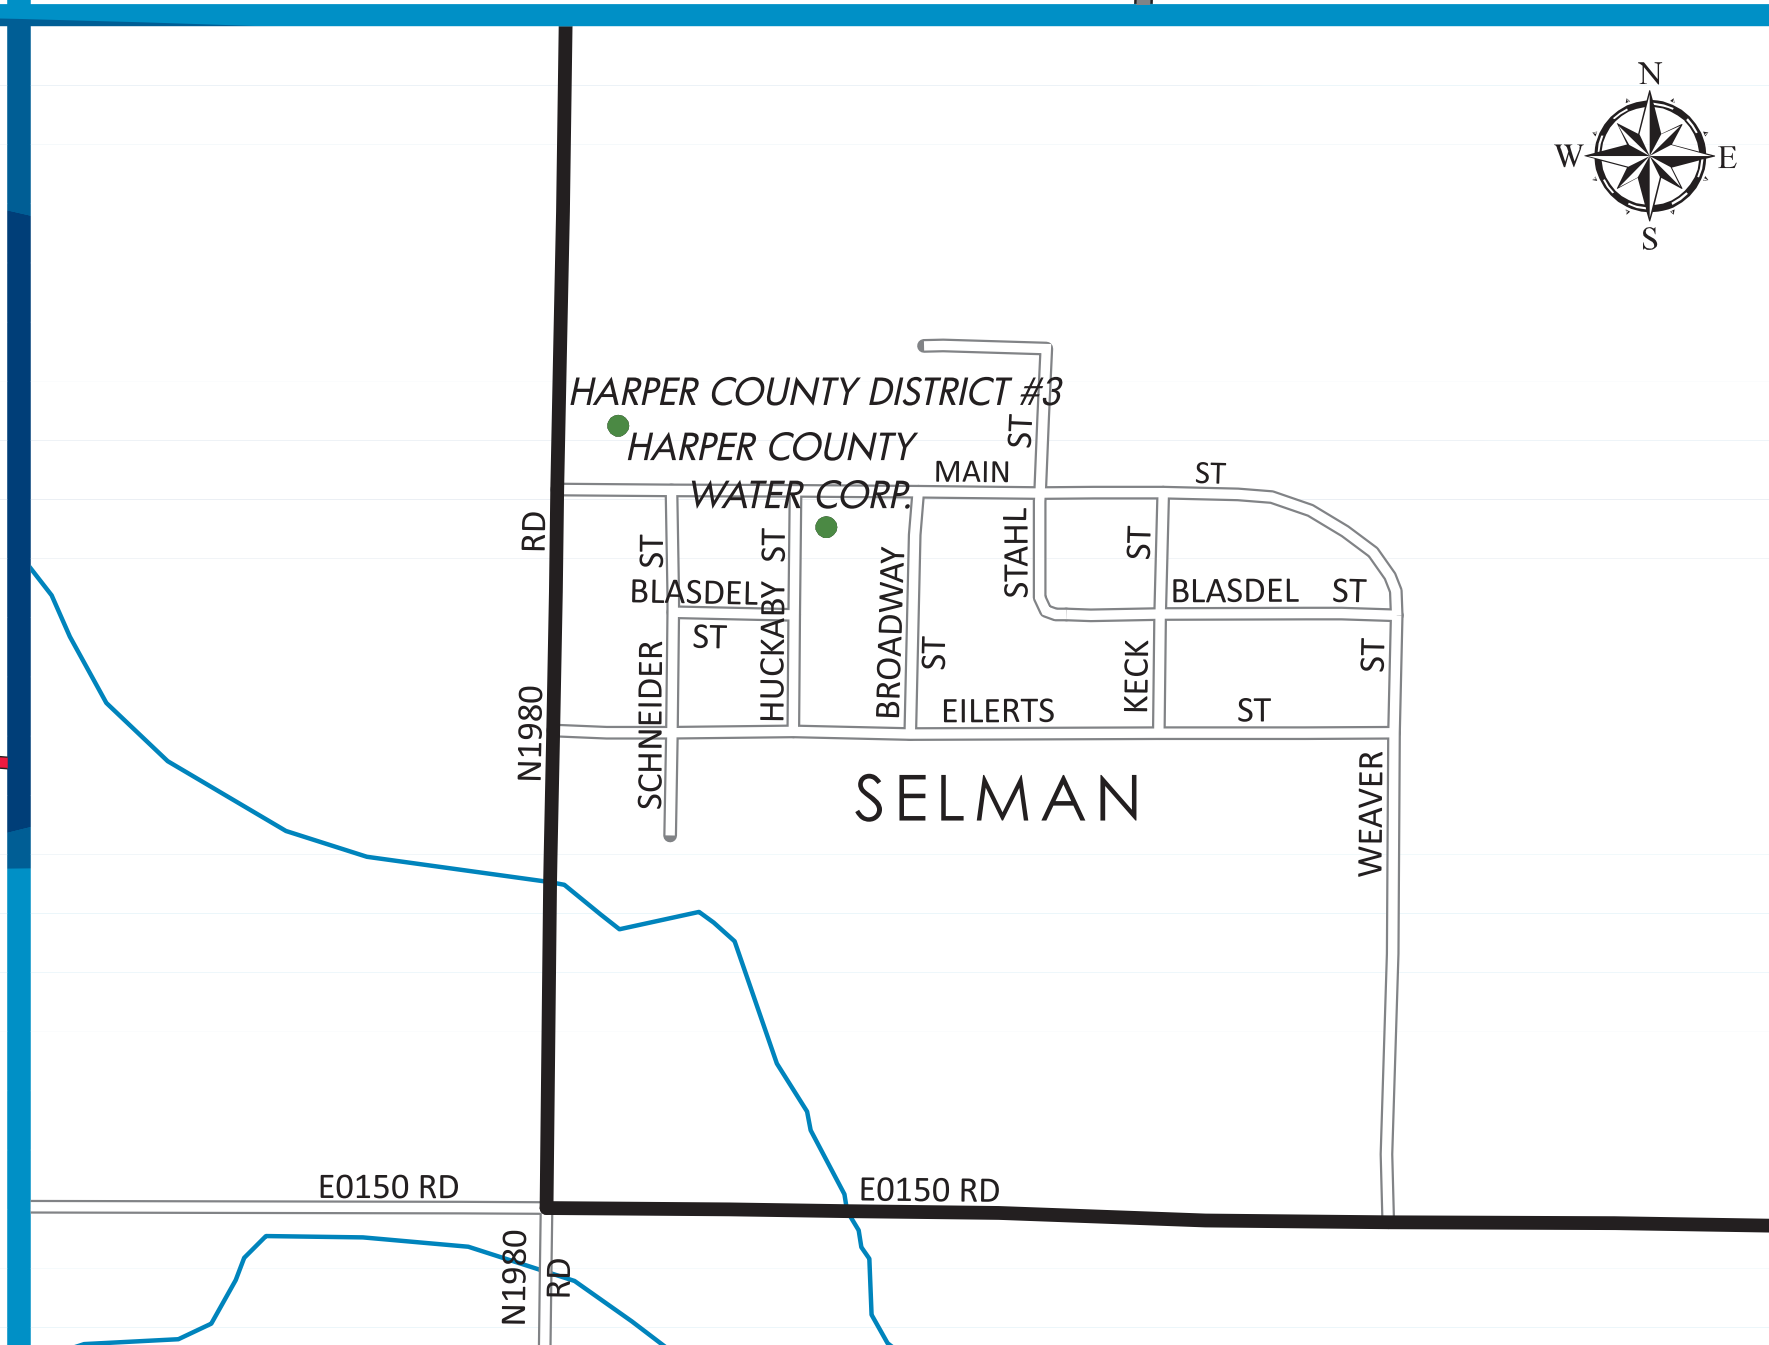 N
W E
S
HARPER COUNTY DISTRICT #3
HARPER COUNTY
WATER CORP.
MAIN ST
STAHL ST
N1980 RD
SCHNEIDER ST
HUCKABY ST
BROADWAY ST
KECK ST
BLASDEL
ST
BLASDEL ST
EILERTS ST
WEAVER ST
SELMAN
E0150 RD
E0150 RD
N1980 RD